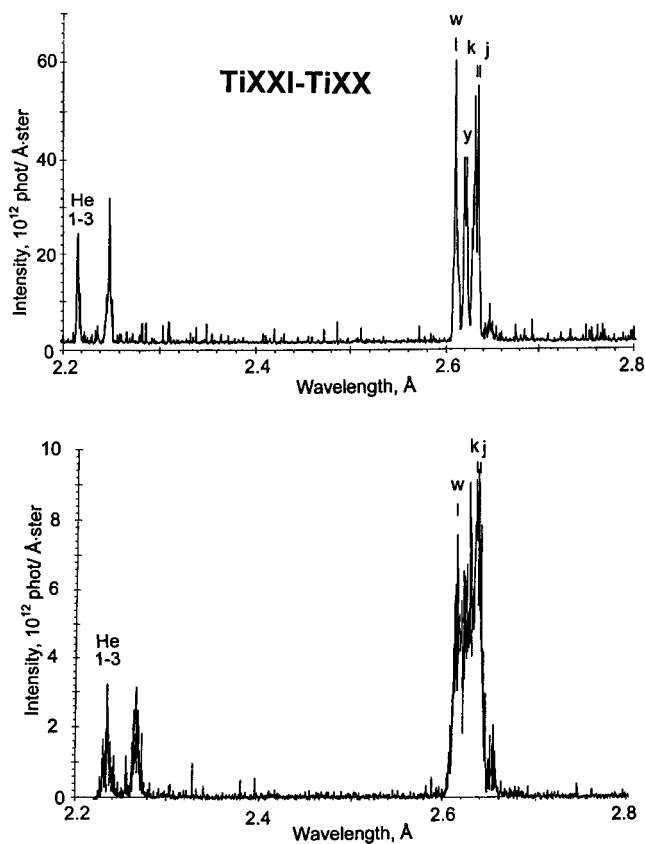 w
k j
60
TiXXI-TiXX
y
40
He
1-3
20
0
2.2 2.4 2.6 2.8
Wavelength, Å
Intensity, 10¹² phot/ Å·ster
10
k j
w
8
6
He
1-3
4
2
0
2.2 2.4 2.6 2.8
Wavelength, Å
Intensity, 10¹² phot/ Å·ster